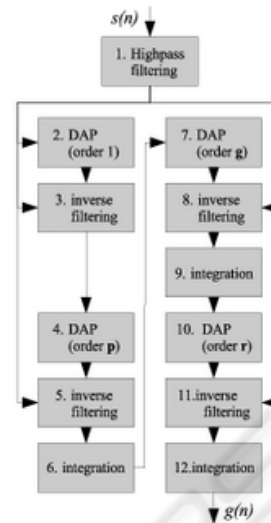 s(n)
1. Highpass
filtering
2. DAP
(order 1)
3. inverse
filtering
4. DAP
(order p)
5. inverse
filtering
6. integration
7. DAP
(order g)
8. inverse
filtering
9. integration
10. DAP
(order r)
11.inverse
filtering
12.integration
g(n)